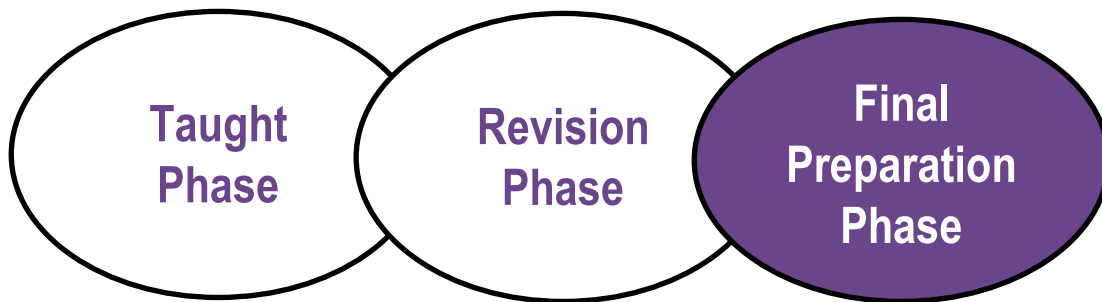 Taught
Phase
Revision
Phase
Final
Preparation
Phase